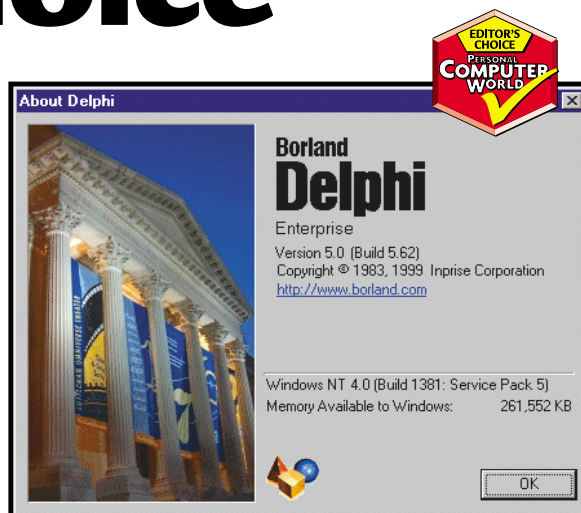 oice
EDITOR'S
CHOICE
PERSONAL
COMPUTER
WORLD
About Delphi
Borland
Delphi
Enterprise
Version 5.0 (Build 5.62)
Copyright © 1983, 1999 Inprise Corporation
http://www.borland.com
Windows NT 4.0 (Build 1381: Service Pack 5)
Memory Available to Windows: 261,552 KB
OK